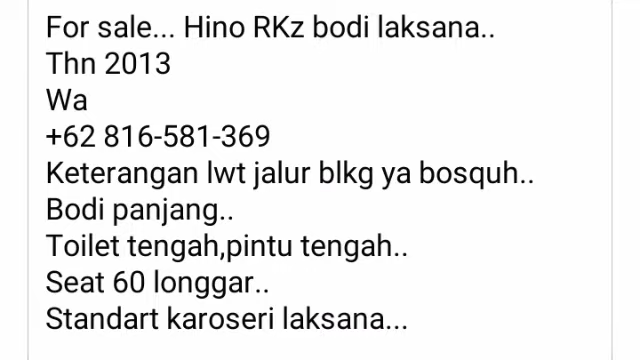 For sale... Hino RKz bodi laksana..
Thn 2013
Wa
+62 816-581-369
Keterangan lwt jalur blkg ya bosquh..
Bodi panjang..
Toilet tengah,pintu tengah..
Seat 60 longgar..
Standart karoseri laksana...